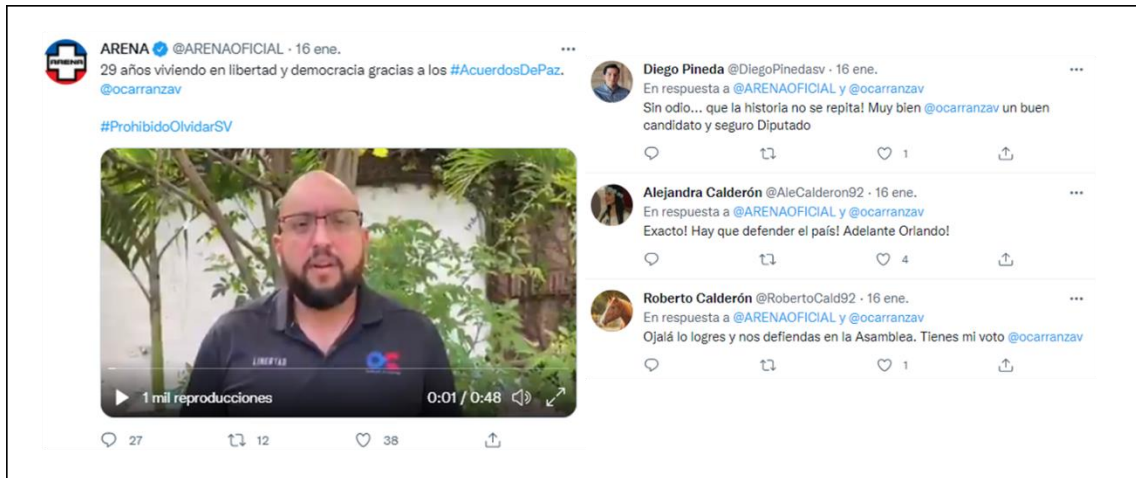 ARENA @ARENAOFICIAL · 16 ene.
29 años viviendo en libertad y democracia gracias a los #AcuerdosDePaz.
@ocarranzav
#ProhibidoOlvidarSV
ARENA
LIBERTAD
1 mil reproducciones
0:01 / 0:48
27
12
38
Diego Pineda @DiegoPinedasv · 16 ene.
En respuesta a @ARENAOFICIAL y @ocarranzav
Sin odio... que la historia no se repita! Muy bien @ocarranzav un buen
candidato y seguro Diputado
1
Alejandra Calderón @AleCalderon92 · 16 ene.
En respuesta a @ARENAOFICIAL y @ocarranzav
Exacto! Hay que defender el país! Adelante Orlando!
4
Roberto Calderón @RobertoCald92 · 16 ene.
En respuesta a @ARENAOFICIAL y @ocarranzav
Ojalá lo logres y nos defiendas en la Asamblea. Tienes mi voto @ocarranzav
1